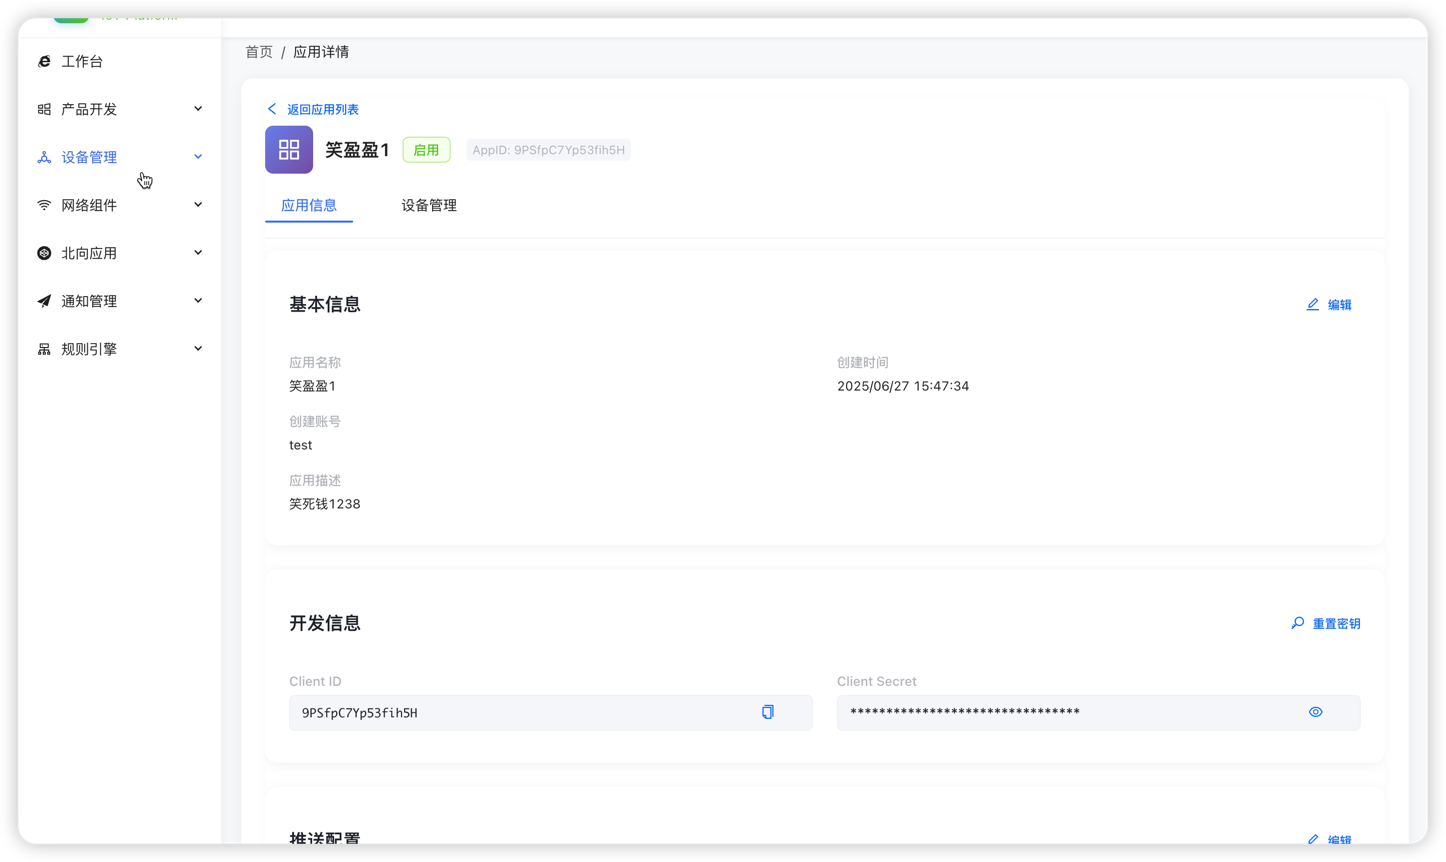 工作台
产品开发
设备管理
网络组件
北向应用
通知管理
规则引擎
首页 / 应用详情
返回应用列表
笑盈盈1 启用 AppID: 9PSfpC7Yp53fih5H
应用信息 设备管理
基本信息 编辑
应用名称 创建时间
笑盈盈1 2025/06/27 15:47:34
创建账号
test
应用描述
笑死钱1238
开发信息 重置密钥
Client ID Client Secret
9PSfpC7Yp53fih5H ********************************
推送配置 编辑